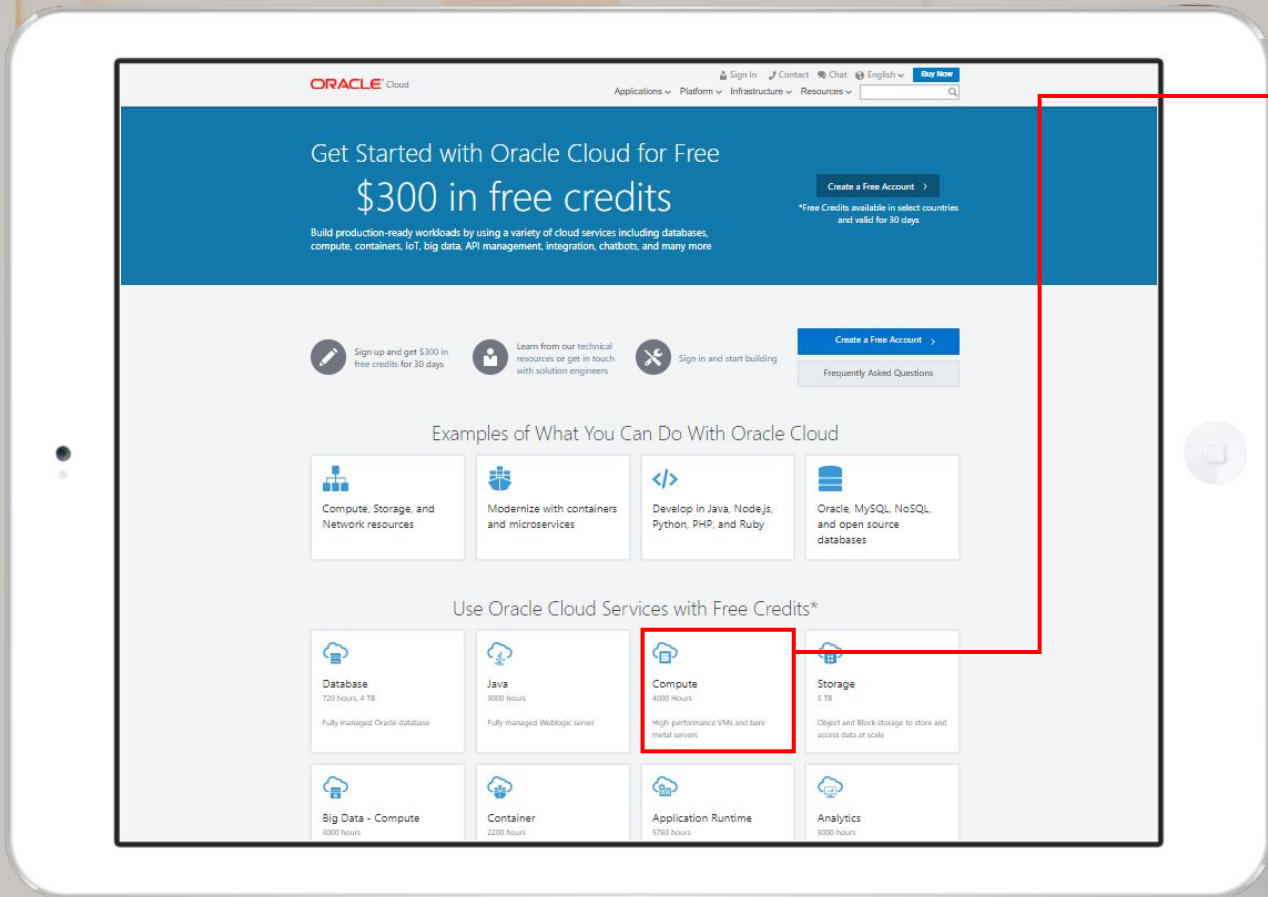 ORACLE Cloud
Sign In Contact Chat English Buy Now
Applications Platform Infrastructure Resources
Get Started with Oracle Cloud for Free
$300 in free credits
Build production-ready workloads by using a variety of cloud services including databases,
compute, containers, IoT, big data, API management, integration, chatbots, and many more
Create a Free Account >
*Free Credits available in select countries
and valid for 30 days
Sign up and get $300 in
free credits for 30 days
Learn from our technical
resources or get in touch
with solution engineers
Sign in and start building
Create a Free Account >
Frequently Asked Questions
Examples of What You Can Do With Oracle Cloud
Compute, Storage, and
Network resources
Modernize with containers
and microservices
</>
Develop in Java, Node.js,
Python, PHP, and Ruby
Oracle, MySQL, NoSQL,
and open source
databases
Use Oracle Cloud Services with Free Credits*
Database
720 hours, 4 TB
Fully managed Oracle database
Java
3000 hours
Fully managed Weblogic server
Compute
4000 Hours
High-performance VMs and bare
metal servers
Storage
5 TB
Object and Block storage to store and
access data at scale
Big Data - Compute
3000 hours
Container
2200 hours
Application Runtime
5760 hours
Analytics
3000 hours